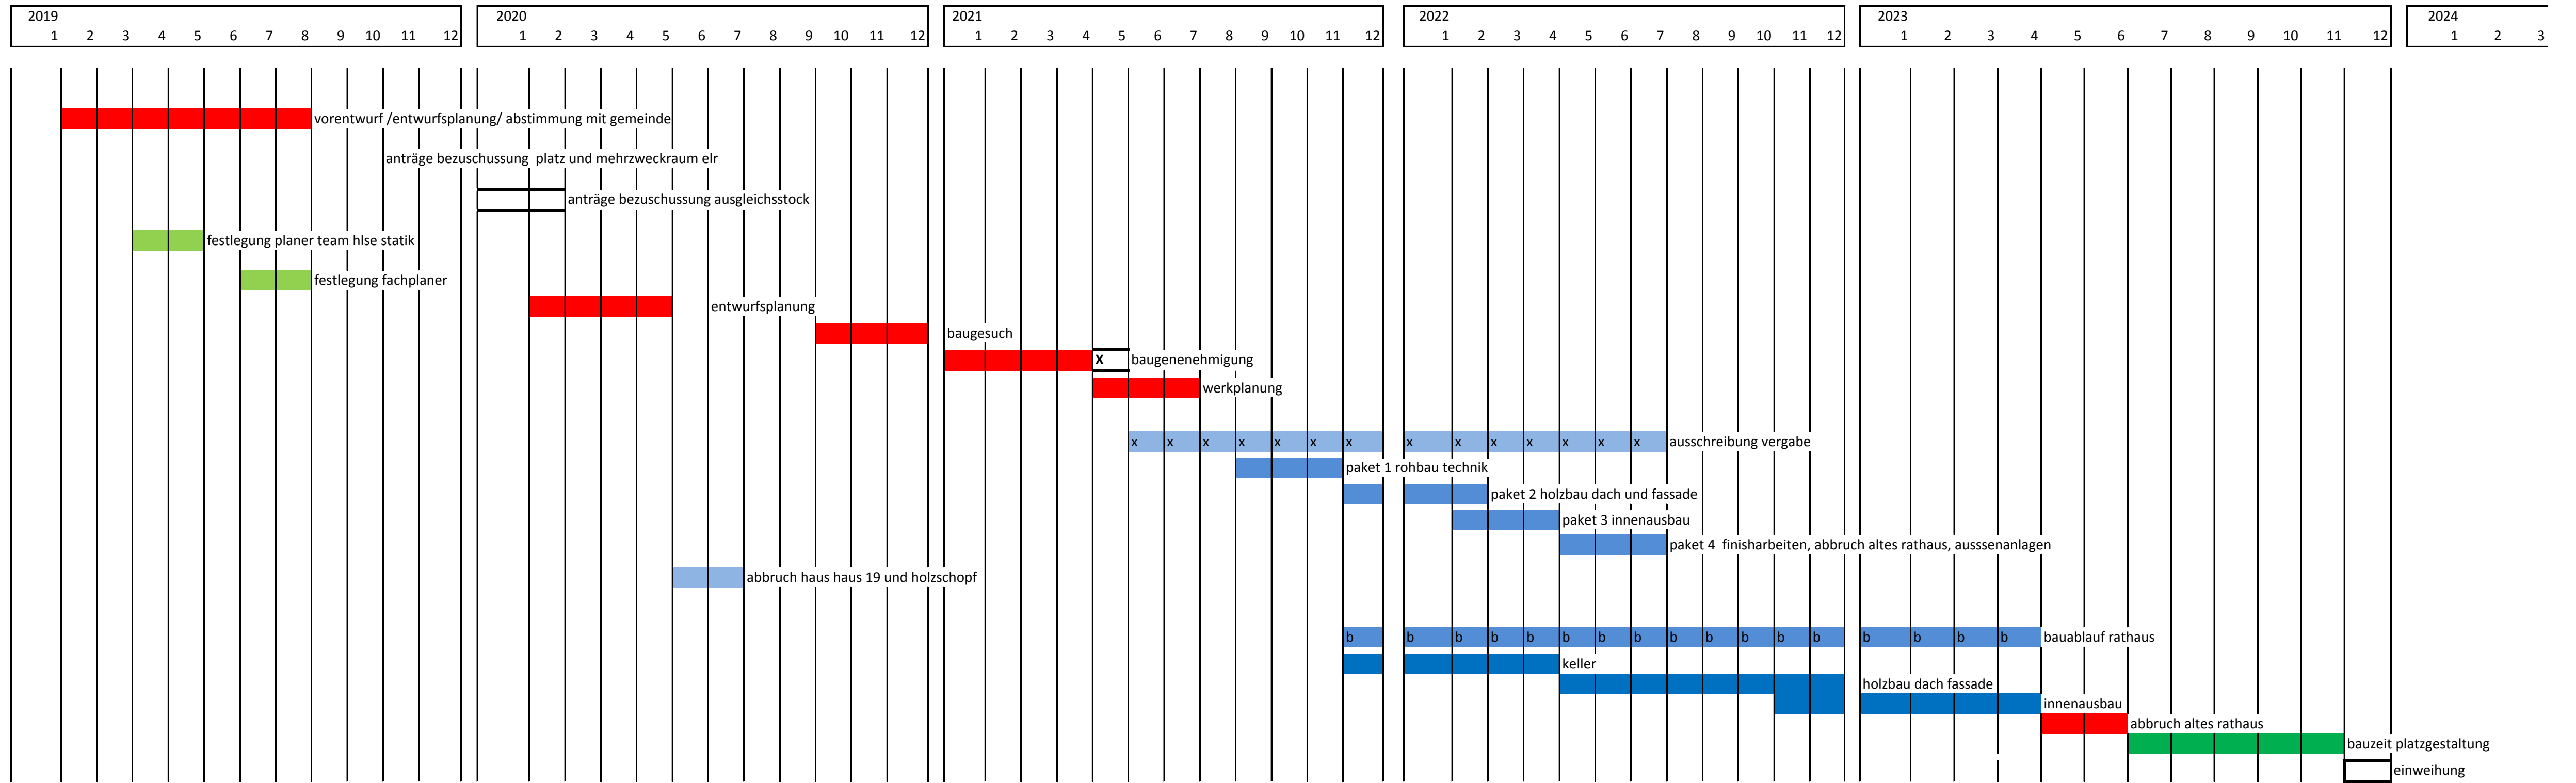 2019 2020 2021 2022 2023 2024
1 2 3 4 5 6 7 8 9 10 11 12 1 2 3 4 5 6 7 8 9 10 11 12 1 2 3 4 5 6 7 8 9 10 11 12 1 2 3 4 5 6 7 8 9 10 11 12 1 2 3 4 5 6 7 8 9 10 11 12 1 2 3
vorentwurf /entwurfsplanung/ abstimmung mit gemeinde
anträge bezuschussung platz und mehrzweckraum elr
anträge bezuschussung ausgleichsstock
festlegung planer team hlse statik
festlegung fachplaner
entwurfsplanung
baugesuch
X baugenenehmigung
werkplanung
x x x x x x x x x x x x x x ausschreibung vergabe
paket 1 rohbau technik
paket 2 holzbau dach und fassade
paket 3 innenausbau
paket 4 finisharbeiten, abbruch altes rathaus, ausssenanlagen
abbruch haus haus 19 und holzschopf
b b b b b b b b b b b b b b b b b bauablauf rathaus
keller
holzbau dach fassade
innenausbau
abbruch altes rathaus
bauzeit platzgestaltung
einweihung